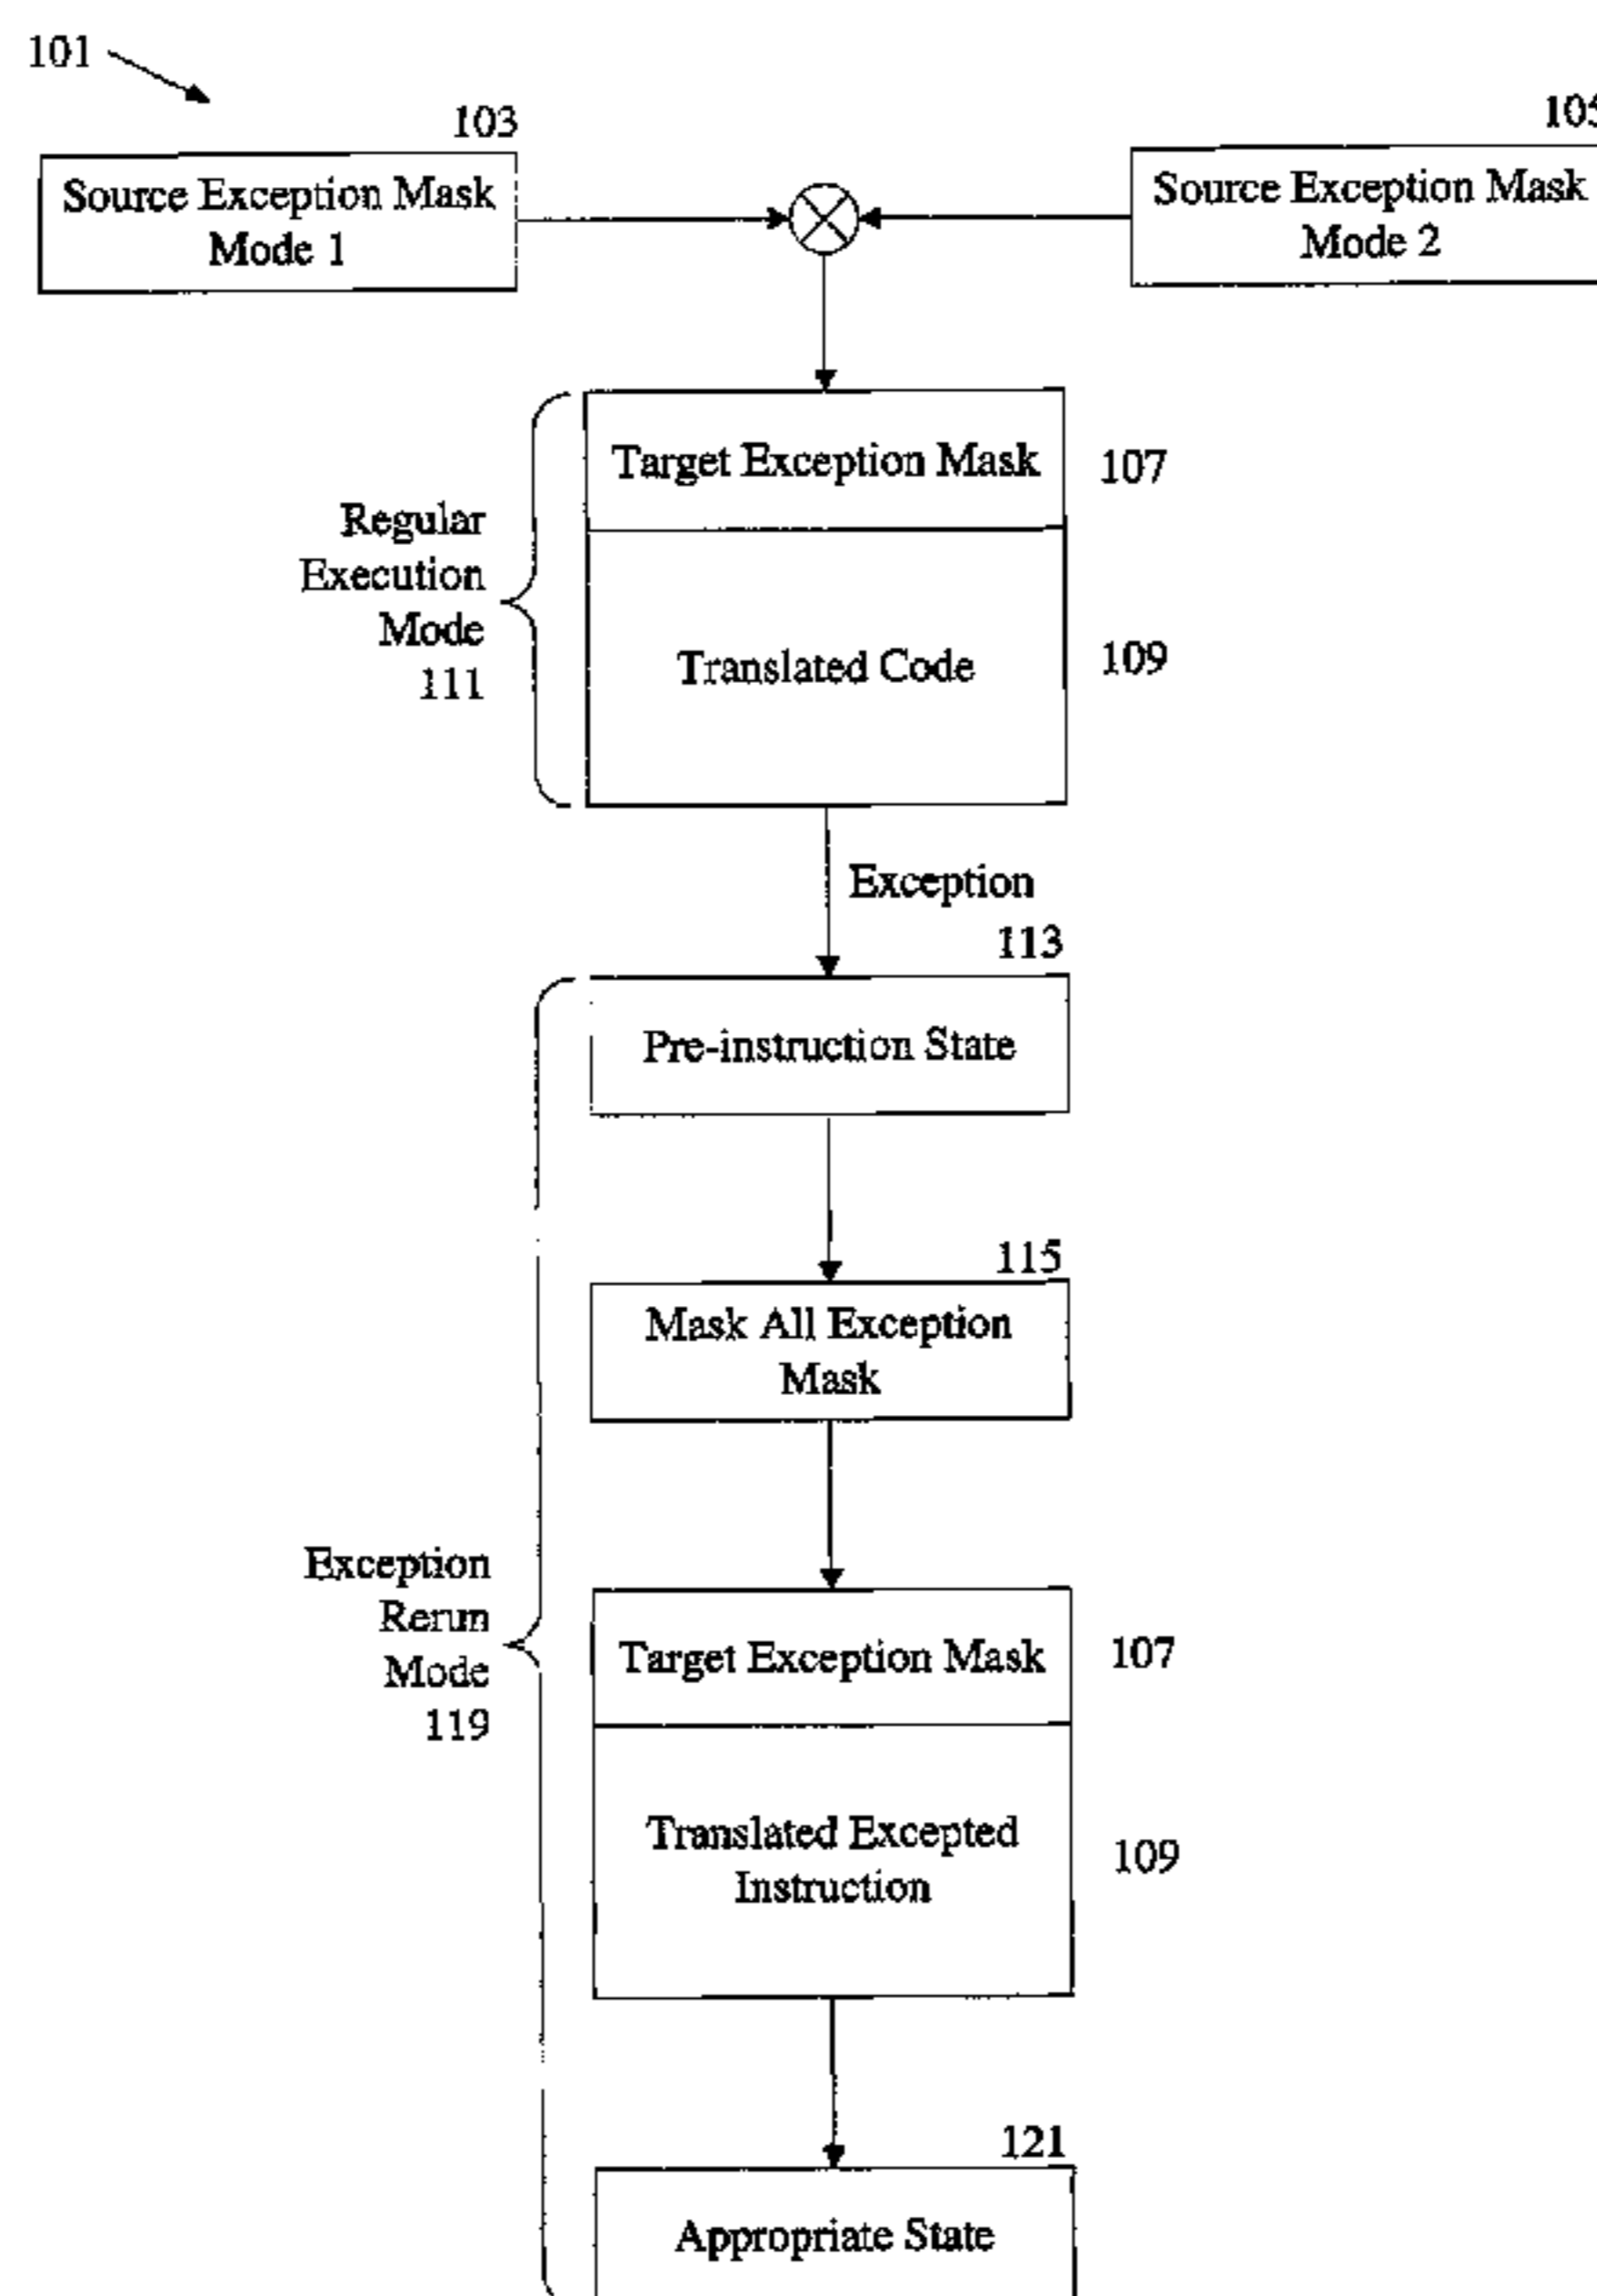 101
103
Source Exception Mask
Mode 1
Source Exception Mask
Mode 2
Target Exception Mask
107
Regular
Execution
Mode
111
Translated Code
109
Exception
113
Pre-instruction State
115
Mask All Exception
Mask
Exception
Rerun
Mode
119
Target Exception Mask
107
Translated Excepted
Instruction
109
121
Appropriate State